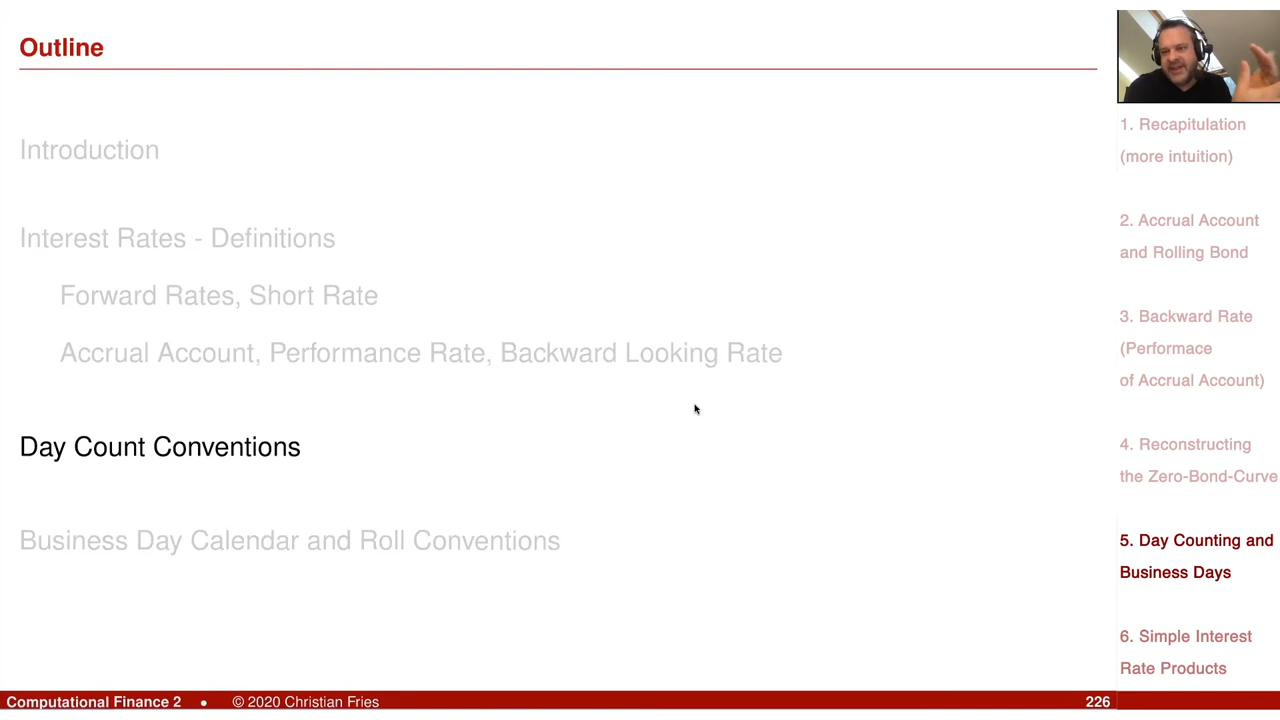 Outline
Introduction
Interest Rates - Definitions
Forward Rates, Short Rate
Accrual Account, Performance Rate, Backward Looking Rate
Day Count Conventions
Business Day Calendar and Roll Conventions
1. Recapitulation
(more intuition)
2. Accrual Account
and Rolling Bond
3. Backward Rate
(Performace
of Accrual Account)
4. Reconstructing
the Zero-Bond-Curve
5. Day Counting and
Business Days
6. Simple Interest
Rate Products
Computational Finance 2 • © 2020 Christian Fries 226